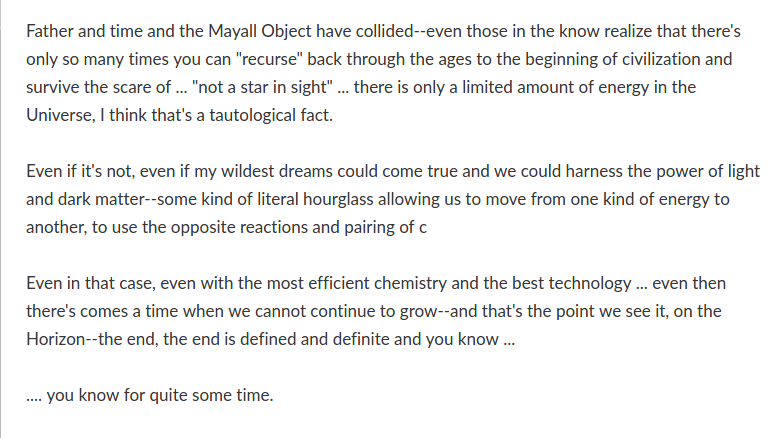 Father and time and the Mayall Object have collided--even those in the know realize that there's
only so many times you can "recurse" back through the ages to the beginning of civilization and
survive the scare of ... "not a star in sight" ... there is only a limited amount of energy in the
Universe, I think that's a tautological fact.
Even if it's not, even if my wildest dreams could come true and we could harness the power of light
and dark matter--some kind of literal hourglass allowing us to move from one kind of energy to
another, to use the opposite reactions and pairing of c
Even in that case, even with the most efficient chemistry and the best technology ... even then
there's comes a time when we cannot continue to grow--and that's the point we see it, on the
Horizon--the end, the end is defined and definite and you know ...
.... you know for quite some time.